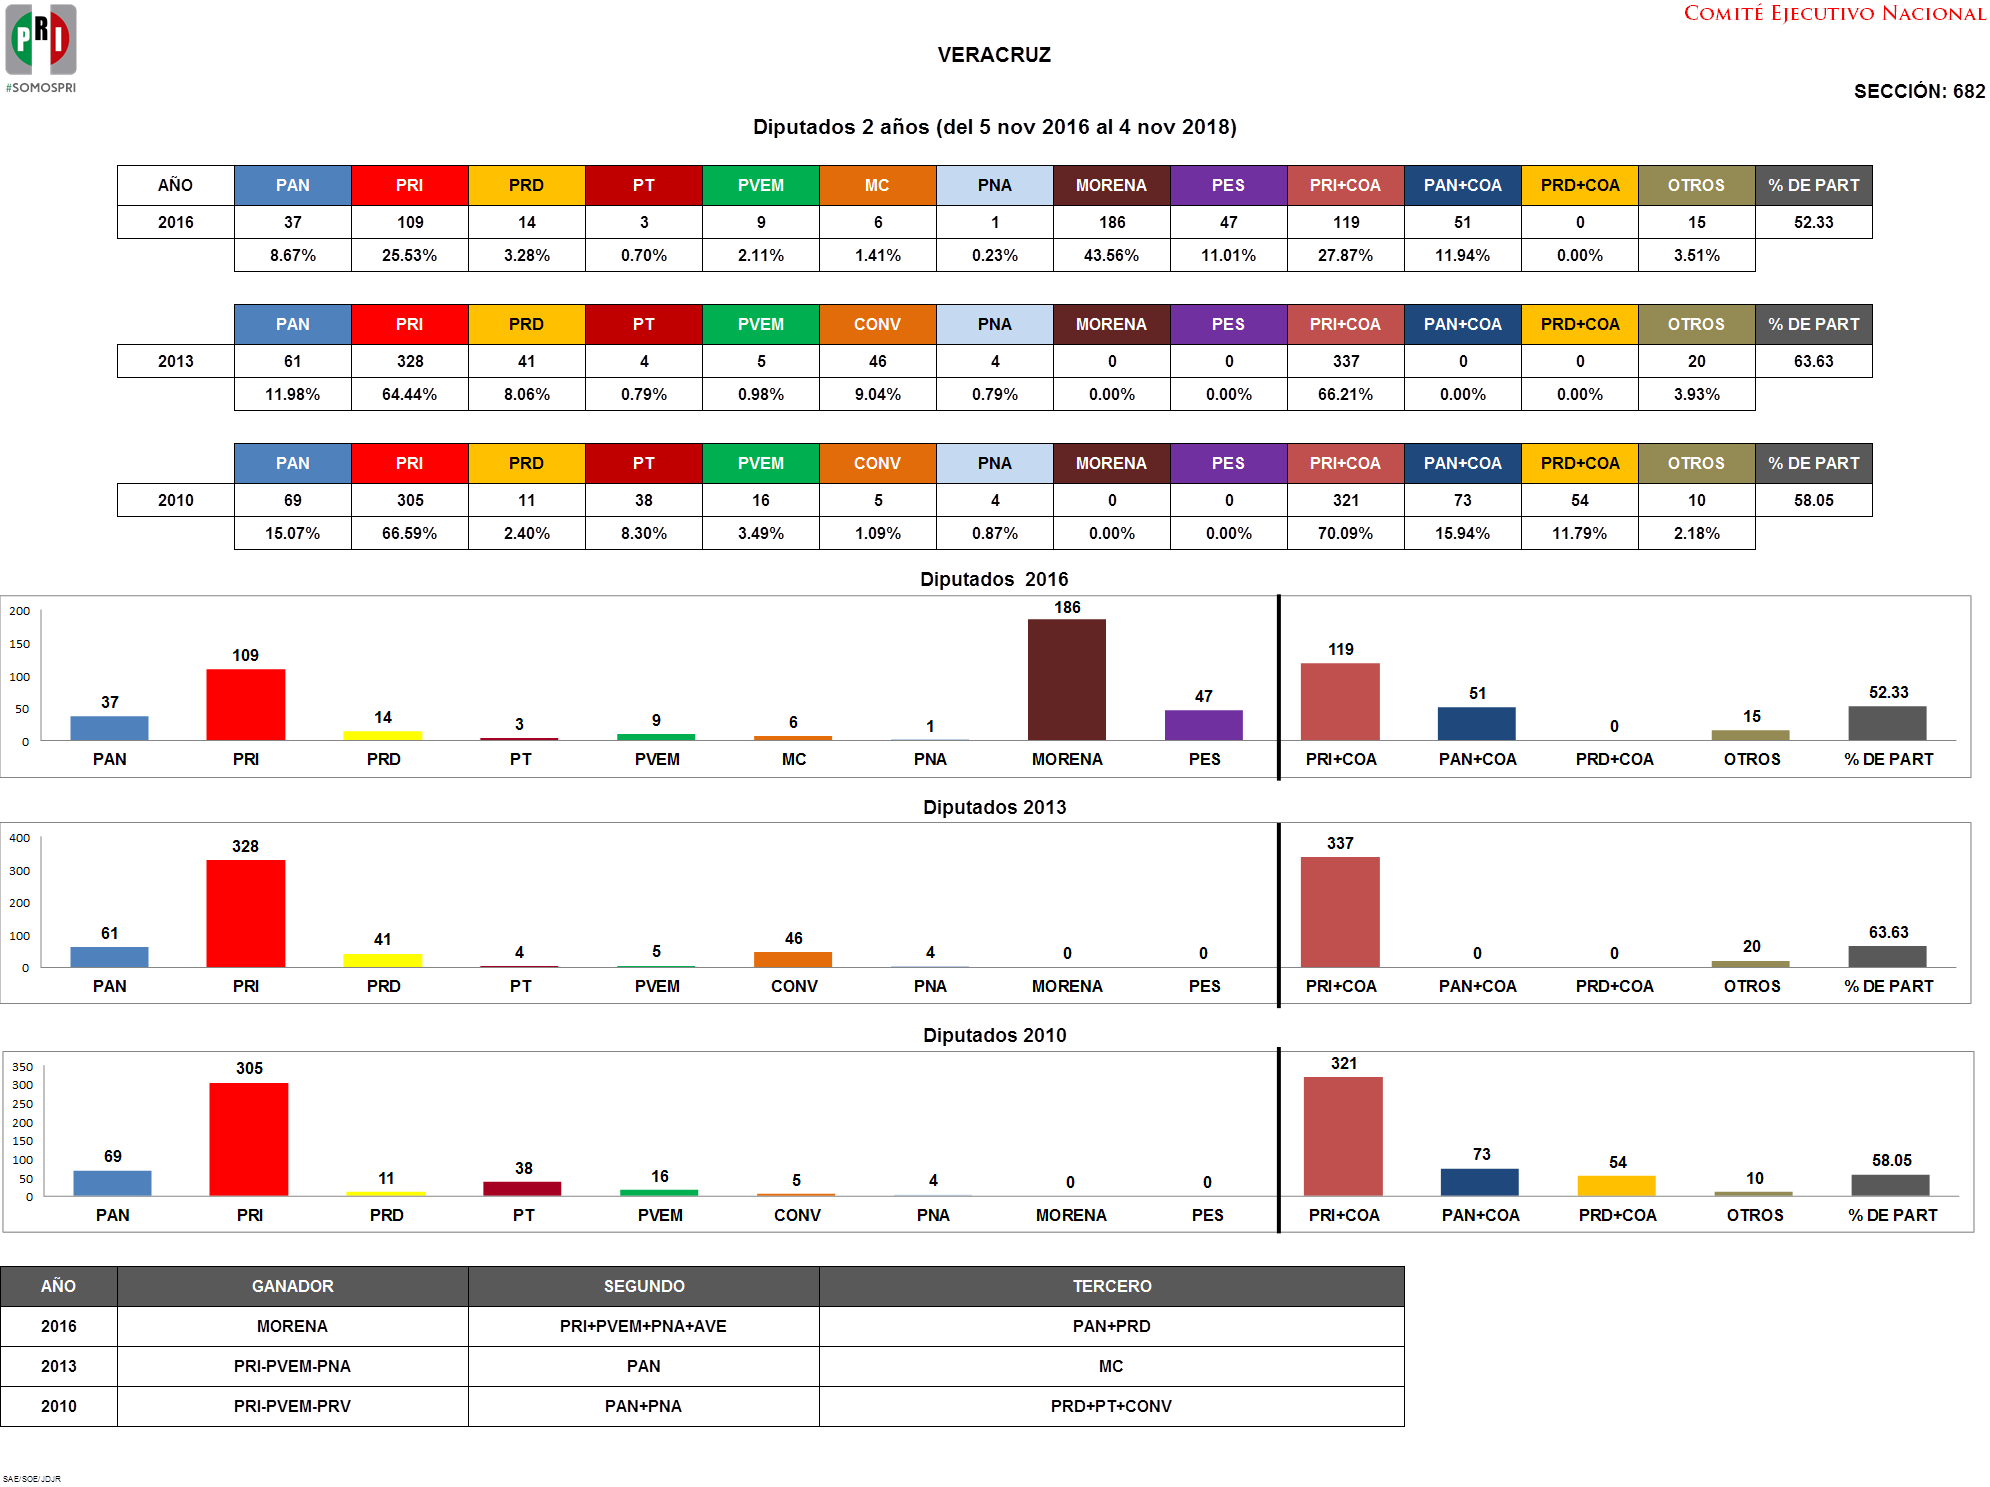 COMITÉ EJECUTIVO NACIONAL
PRI
#SOMOSPRI
VERACRUZ
SECCIÓN: 682
Diputados 2 años (del 5 nov 2016 al 4 nov 2018)
AÑO PAN PRI PRD PT PVEM MC PNA MORENA PES PRI+COA PAN+COA PRD+COA OTROS % DE PART
2016 37 109 14 3 9 6 1 186 47 119 51 0 15 52.33
8.67% 25.53% 3.28% 0.70% 2.11% 1.41% 0.23% 43.56% 11.01% 27.87% 11.94% 0.00% 3.51%
PAN PRI PRD PT PVEM CONV PNA MORENA PES PRI+COA PAN+COA PRD+COA OTROS % DE PART
2013 61 328 41 4 5 46 4 0 0 337 0 0 20 63.63
11.98% 64.44% 8.06% 0.79% 0.98% 9.04% 0.79% 0.00% 0.00% 66.21% 0.00% 0.00% 3.93%
PAN PRI PRD PT PVEM CONV PNA MORENA PES PRI+COA PAN+COA PRD+COA OTROS % DE PART
2010 69 305 11 38 16 5 4 0 0 321 73 54 10 58.05
15.07% 66.59% 2.40% 8.30% 3.49% 1.09% 0.87% 0.00% 0.00% 70.09% 15.94% 11.79% 2.18%
Diputados 2016
200
150
100
50
0
37 109 14 3 9 6 1 186 47 119 51 0 15 52.33
PAN PRI PRD PT PVEM MC PNA MORENA PES PRI+COA PAN+COA PRD+COA OTROS % DE PART
Diputados 2013
400
300
200
100
0
61 328 41 4 5 46 4 0 0 337 0 0 20 63.63
PAN PRI PRD PT PVEM CONV PNA MORENA PES PRI+COA PAN+COA PRD+COA OTROS % DE PART
Diputados 2010
350
300
250
200
150
100
50
0
69 305 11 38 16 5 4 0 0 321 73 54 10 58.05
PAN PRI PRD PT PVEM CONV PNA MORENA PES PRI+COA PAN+COA PRD+COA OTROS % DE PART
AÑO GANADOR SEGUNDO TERCERO
2016 MORENA PRI+PVEM+PNA+AVE PAN+PRD
2013 PRI-PVEM-PNA PAN MC
2010 PRI-PVEM-PRV PAN+PNA PRD+PT+CONV
SAE/SOE/JDJR